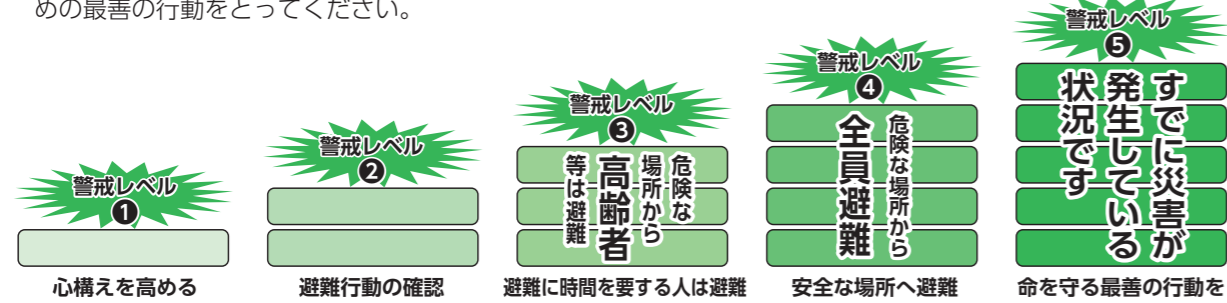 めの最善の行動をとってください。
警戒レベル
❶
心構えを高める
警戒レベル
❷
避難行動の確認
警戒レベル
❸
危険な
場所から
高齢者
等は避難
避難に時間を要する人は避難
警戒レベル
❹
危険な場所から
全員避難
安全な場所へ避難
警戒レベル
❺
すでに災害が
発生している
状況です
命を守る最善の行動を